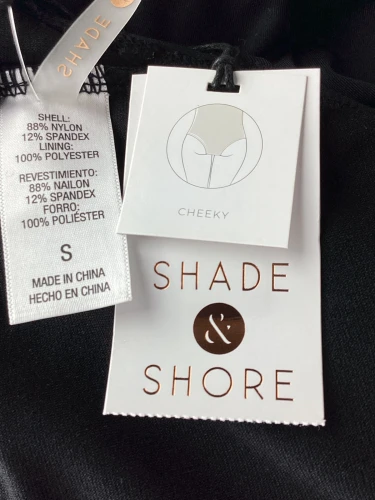 SHADE &
SHELL:
88% NYLON
12% SPANDEX
LINING:
100% POLYESTER
REVESTIMIENTO:
88% NAILON
12% SPANDEX
FORRO:
100% POLIÉSTER
S
MADE IN CHINA
HECHO EN CHINA
CHEEKY
SHADE
&
SHORE